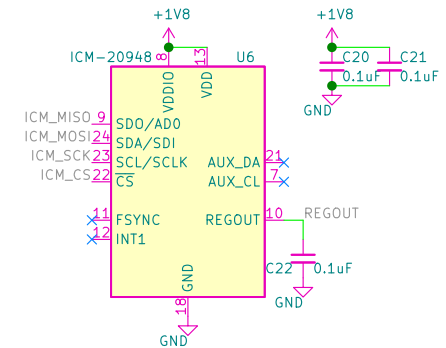 +1V8
+1V8
ICM-20948
U6
8
13
VDDIO
VDD
C20
0.1uF
C21
0.1uF
GND
ICM_MISO 9 SDO/AD0
ICM_MOSI 24 SDA/SDI
ICM_SCK 23 SCL/SCLK
AUX_DA 21
ICM_CS 22 CS
AUX_CL 7
11 FSYNC
REGOUT 10 REGOUT
12 INT1
GND
18
C22 0.1uF
GND
GND